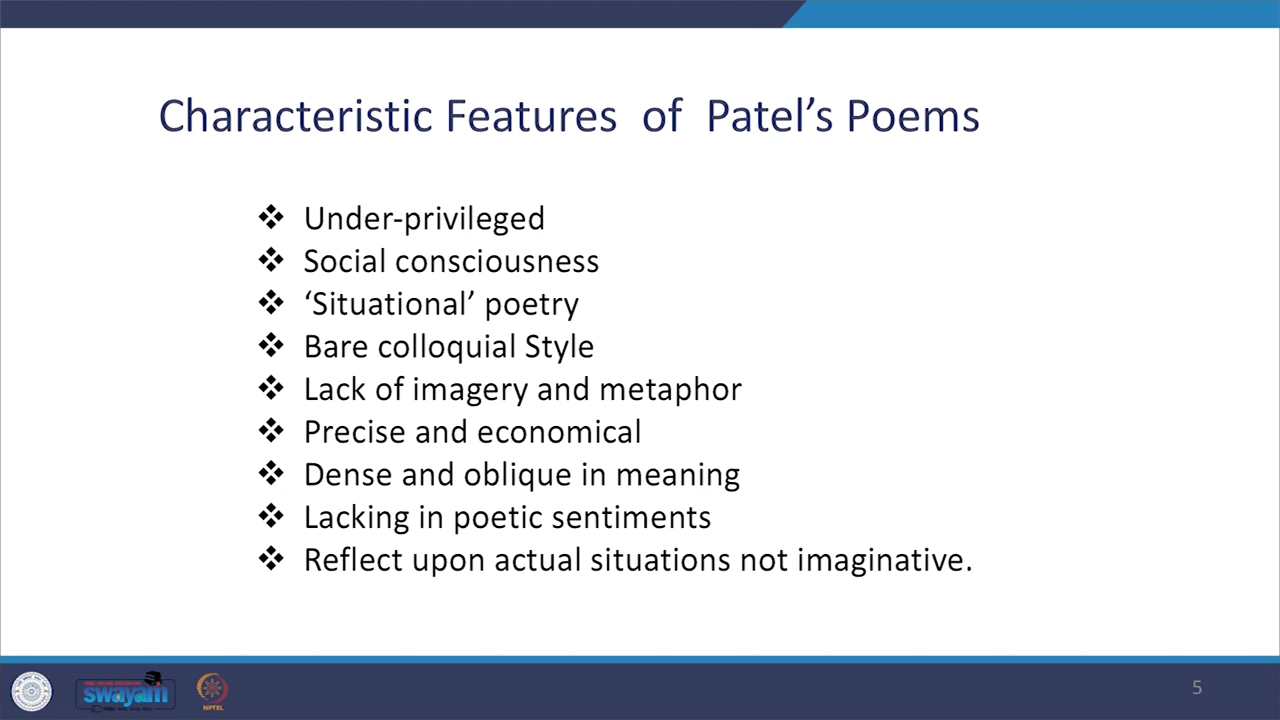 Characteristic Features of Patel's Poems
❖ Under-privileged
❖ Social consciousness
❖ ‘Situational’ poetry
❖ Bare colloquial Style
❖ Lack of imagery and metaphor
❖ Precise and economical
❖ Dense and oblique in meaning
❖ Lacking in poetic sentiments
❖ Reflect upon actual situations not imaginative.
swayam
NPTEL
5